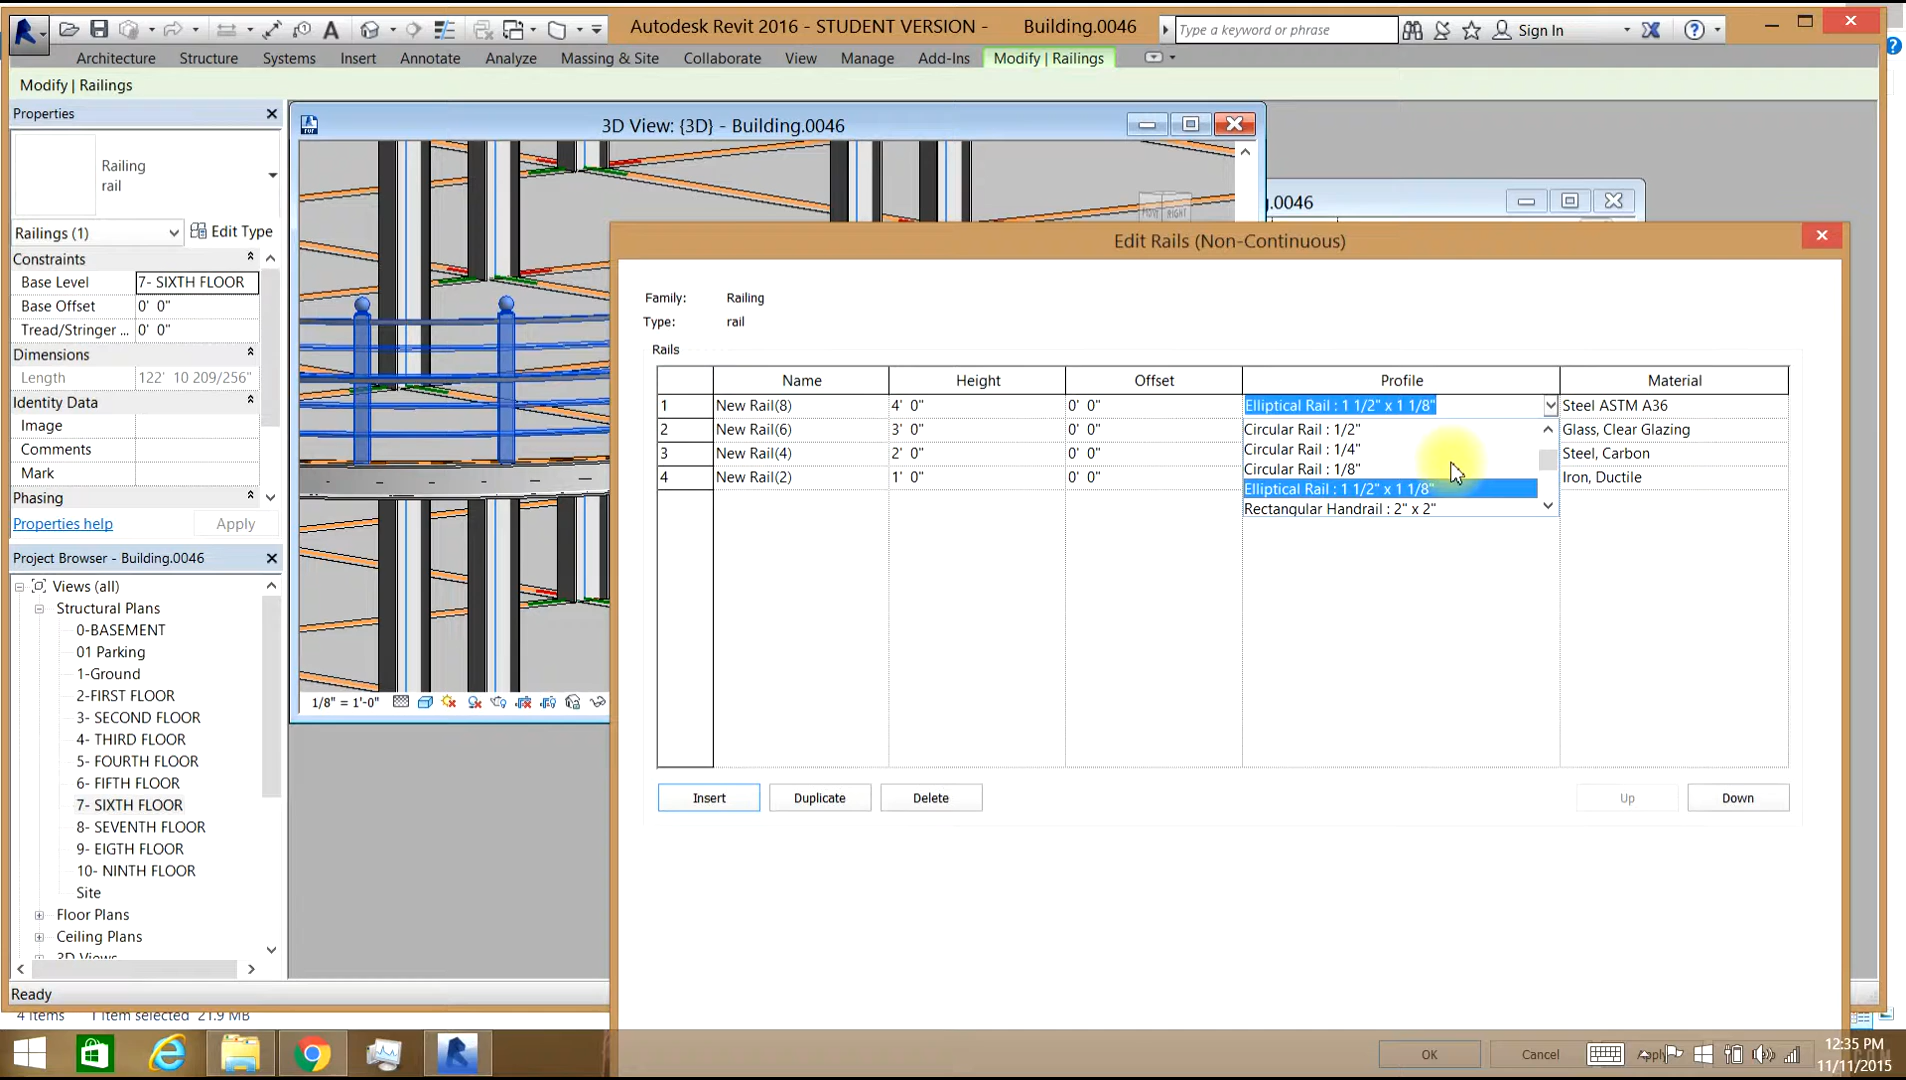 Autodesk Revit 2016 - STUDENT VERSION - Building.0046
Type a keyword or phrase
Sign In
Architecture Structure Systems Insert Annotate Analyze Massing & Site Collaborate View Manage Add-Ins Modify | Railings
Modify | Railings
Properties
Railing
rail
Railings (1)
Edit Type
Constraints
Base Level 7- SIXTH FLOOR
Base Offset 0' 0"
Tread/Stringer ... 0' 0"
Dimensions
Length 122' 10 209/256"
Identity Data
Image
Comments
Mark
Phasing
Properties help
Apply
Project Browser - Building.0046
Views (all)
Structural Plans
0-BASEMENT
01 Parking
1-Ground
2-FIRST FLOOR
3- SECOND FLOOR
4- THIRD FLOOR
5- FOURTH FLOOR
6- FIFTH FLOOR
7- SIXTH FLOOR
8- SEVENTH FLOOR
9- EIGTH FLOOR
10- NINTH FLOOR
Site
Floor Plans
Ceiling Plans
3D Views
Ready
4 items 1 item selected 21.9 MB
3D View: {3D} - Building.0046
RIGHT
1/8" = 1'-0"
.0046
Edit Rails (Non-Continuous)
Family: Railing
Type: rail
Rails
Name Height Offset Profile Material
1 New Rail(8) 4' 0" 0' 0" Elliptical Rail : 1 1/2" x 1 1/8" Steel ASTM A36
2 New Rail(6) 3' 0" 0' 0" Circular Rail : 1/2" Glass, Clear Glazing
3 New Rail(4) 2' 0" 0' 0" Circular Rail : 1/4" Steel, Carbon
4 New Rail(2) 1' 0" 0' 0" Circular Rail : 1/8" Iron, Ductile
Elliptical Rail : 1 1/2" x 1 1/8"
Rectangular Handrail : 2" x 2"
Insert Duplicate Delete Up Down
OK Cancel Apply
12:35 PM
11/11/2015